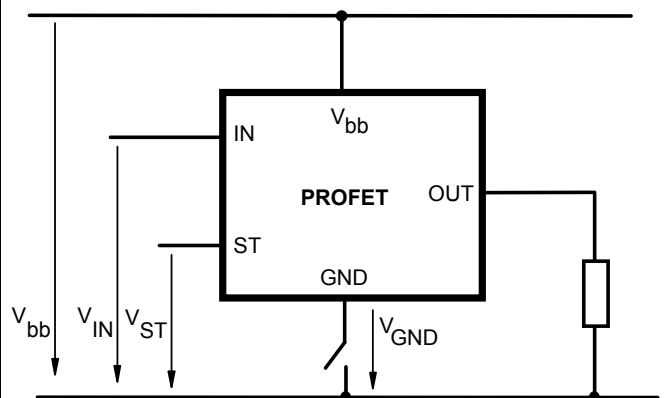 Vbb
IN
PROFET
OUT
ST
GND
Vbb
VIN
VST
VGND